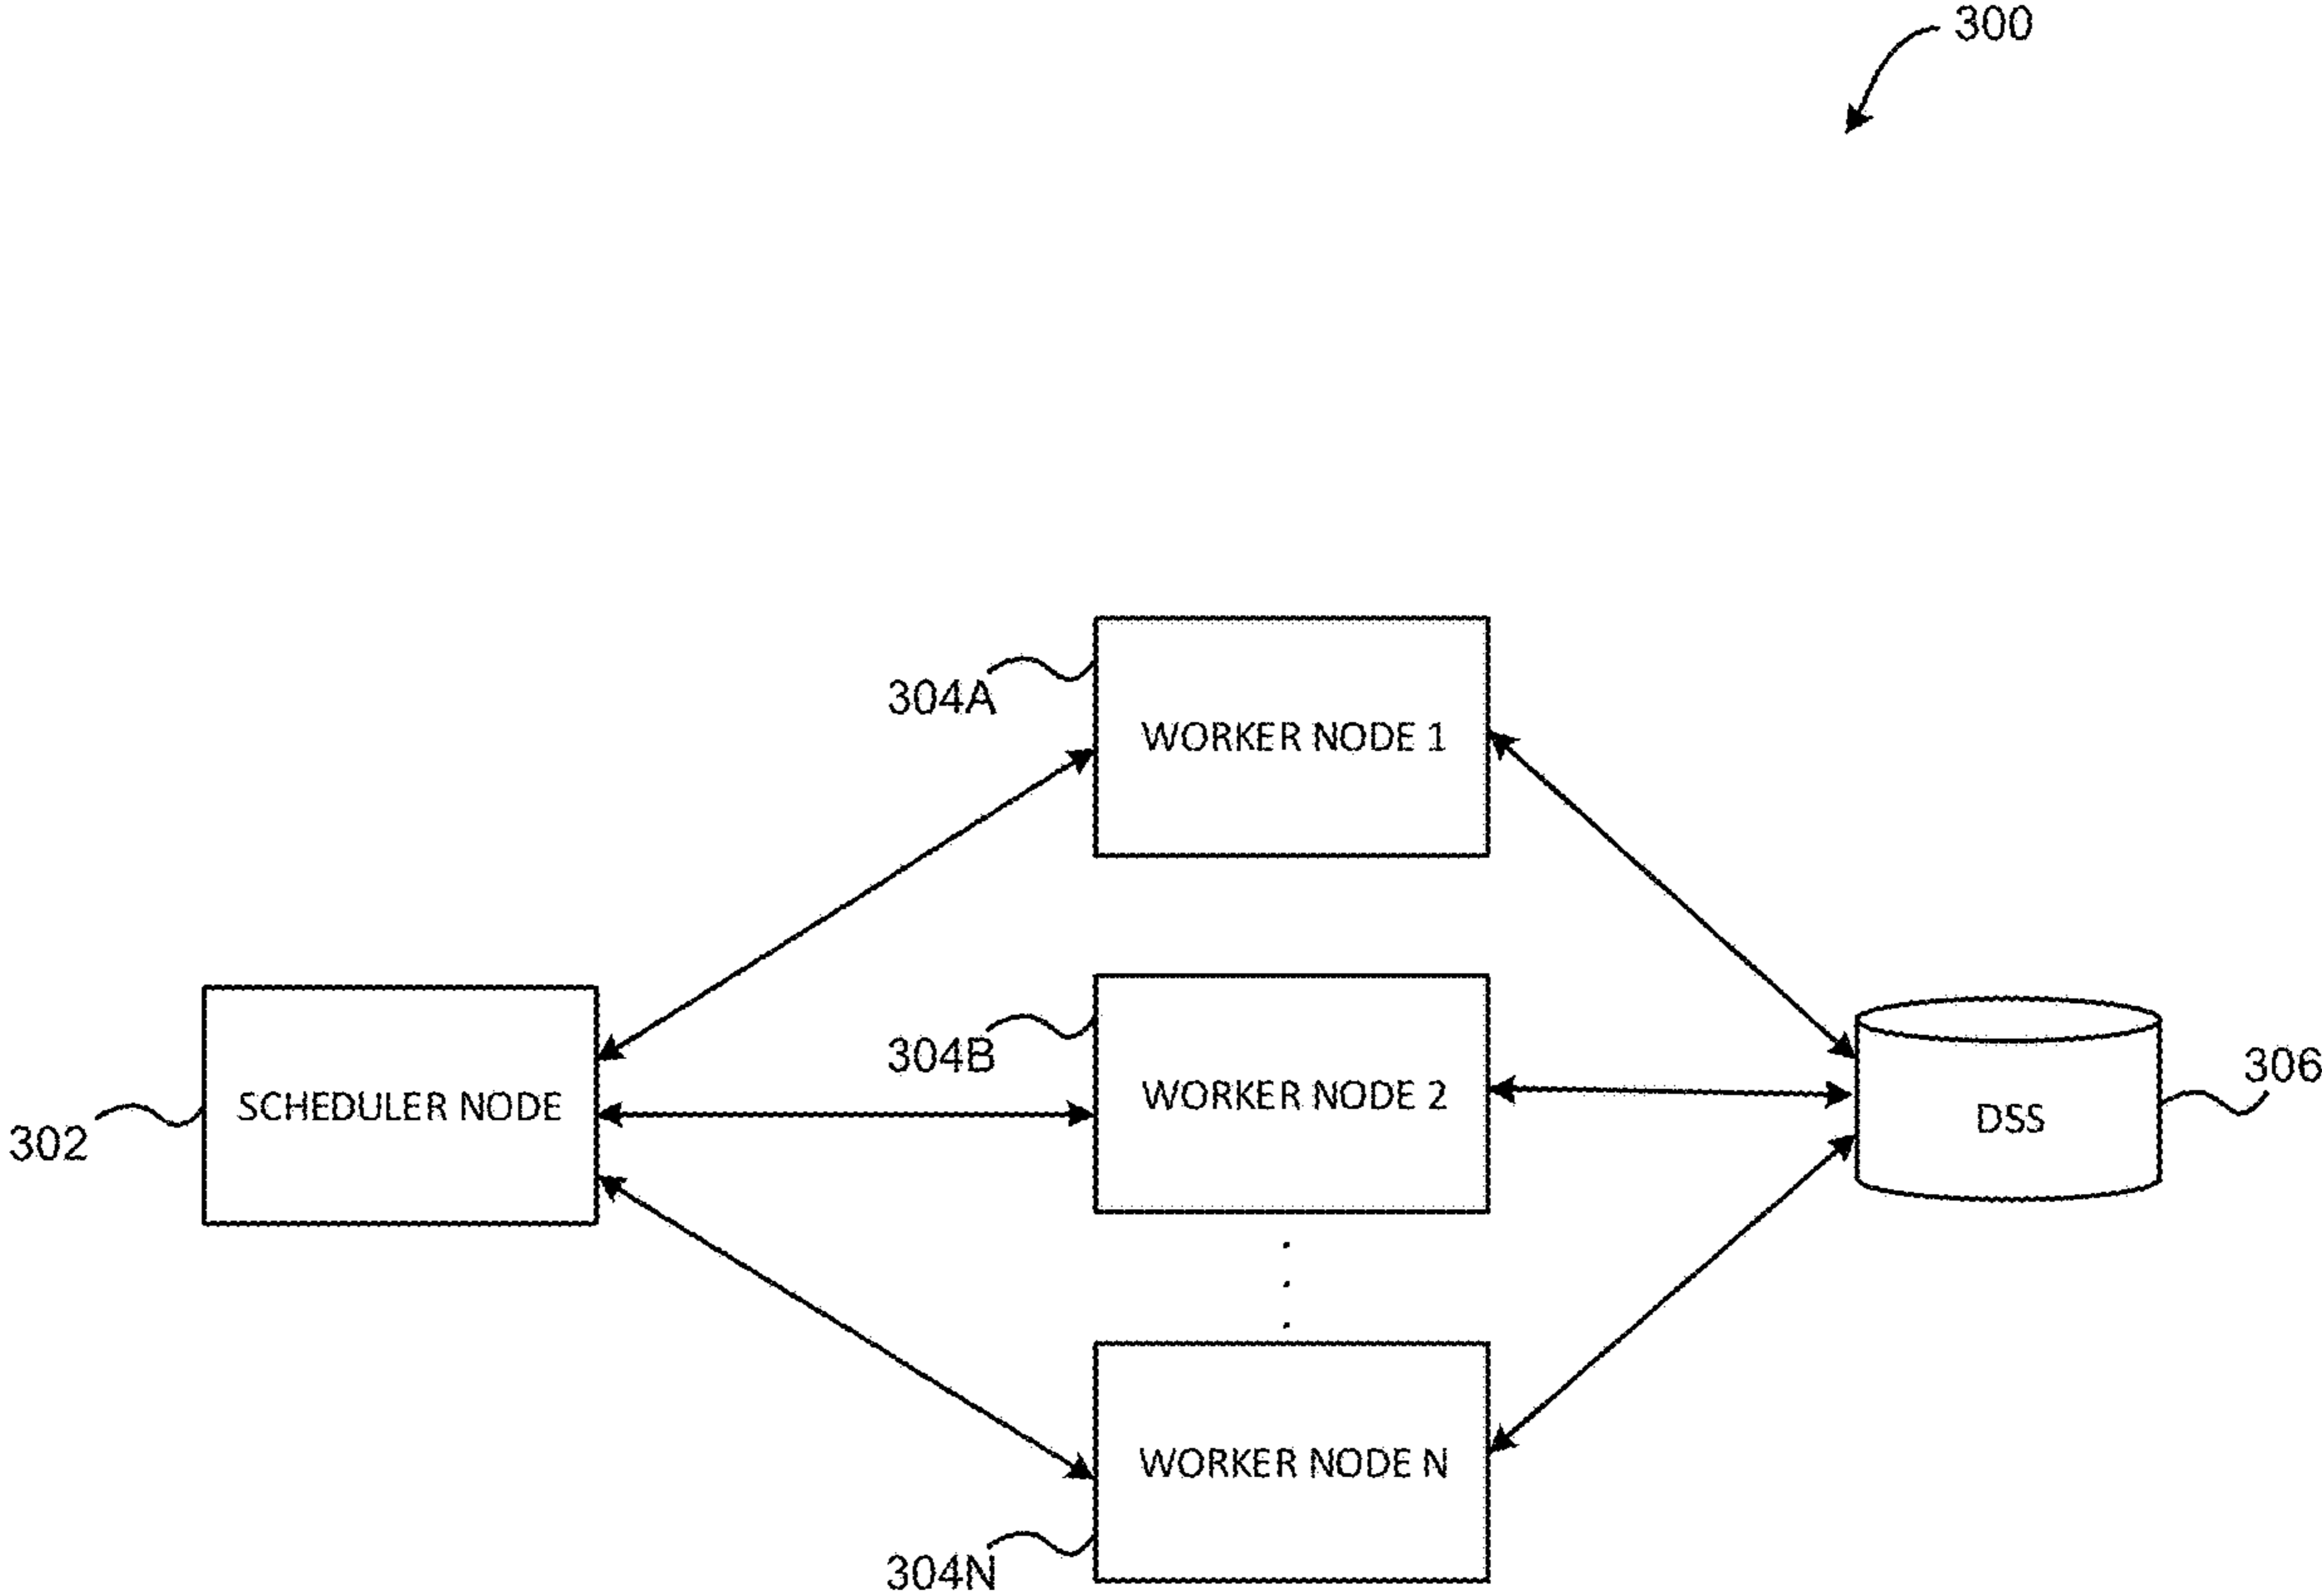 300
304A
WORKER NODE 1
304B
WORKER NODE 2
SCHEDULER NODE
302
DSS
306
WORKER NODE N
304N